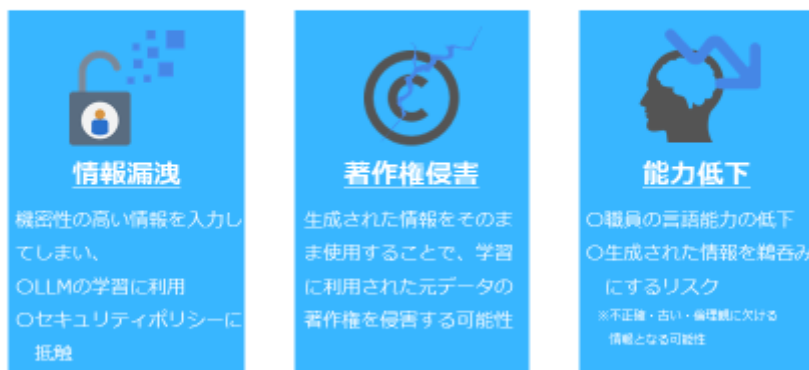 情報漏洩
機密性の高い情報を入力し
てしまい、
○LLMの学習に利用
○セキュリティポリシーに
抵触
著作権侵害
生成された情報をそのま
ま使用することで、学習
に利用された元データの
著作権を侵害する可能性
能力低下
○職員の言語能力の低下
○生成された情報を鵜呑み
にするリスク
※不正確・古い・倫理観に欠ける
情報となる可能性